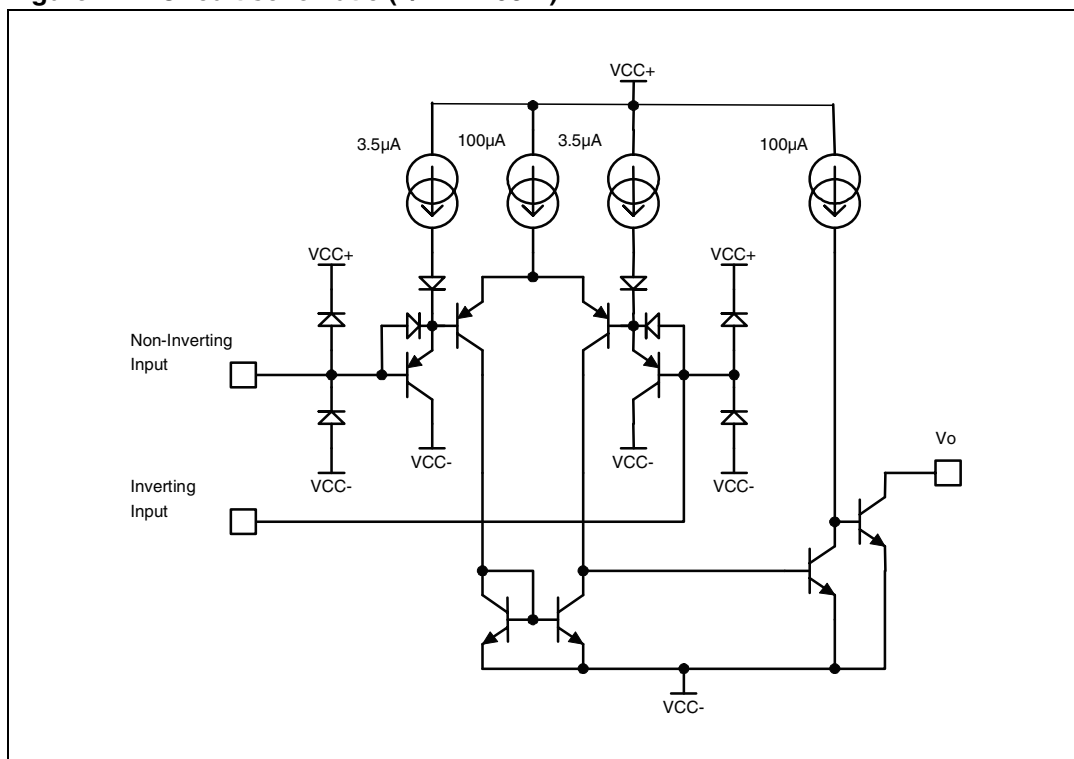 VCC+
3.5µA
100µA
3.5µA
100µA
VCC+
VCC+
Non-Inverting
Input
VCC-
VCC-
Vo
VCC-
VCC-
Inverting
Input
VCC-